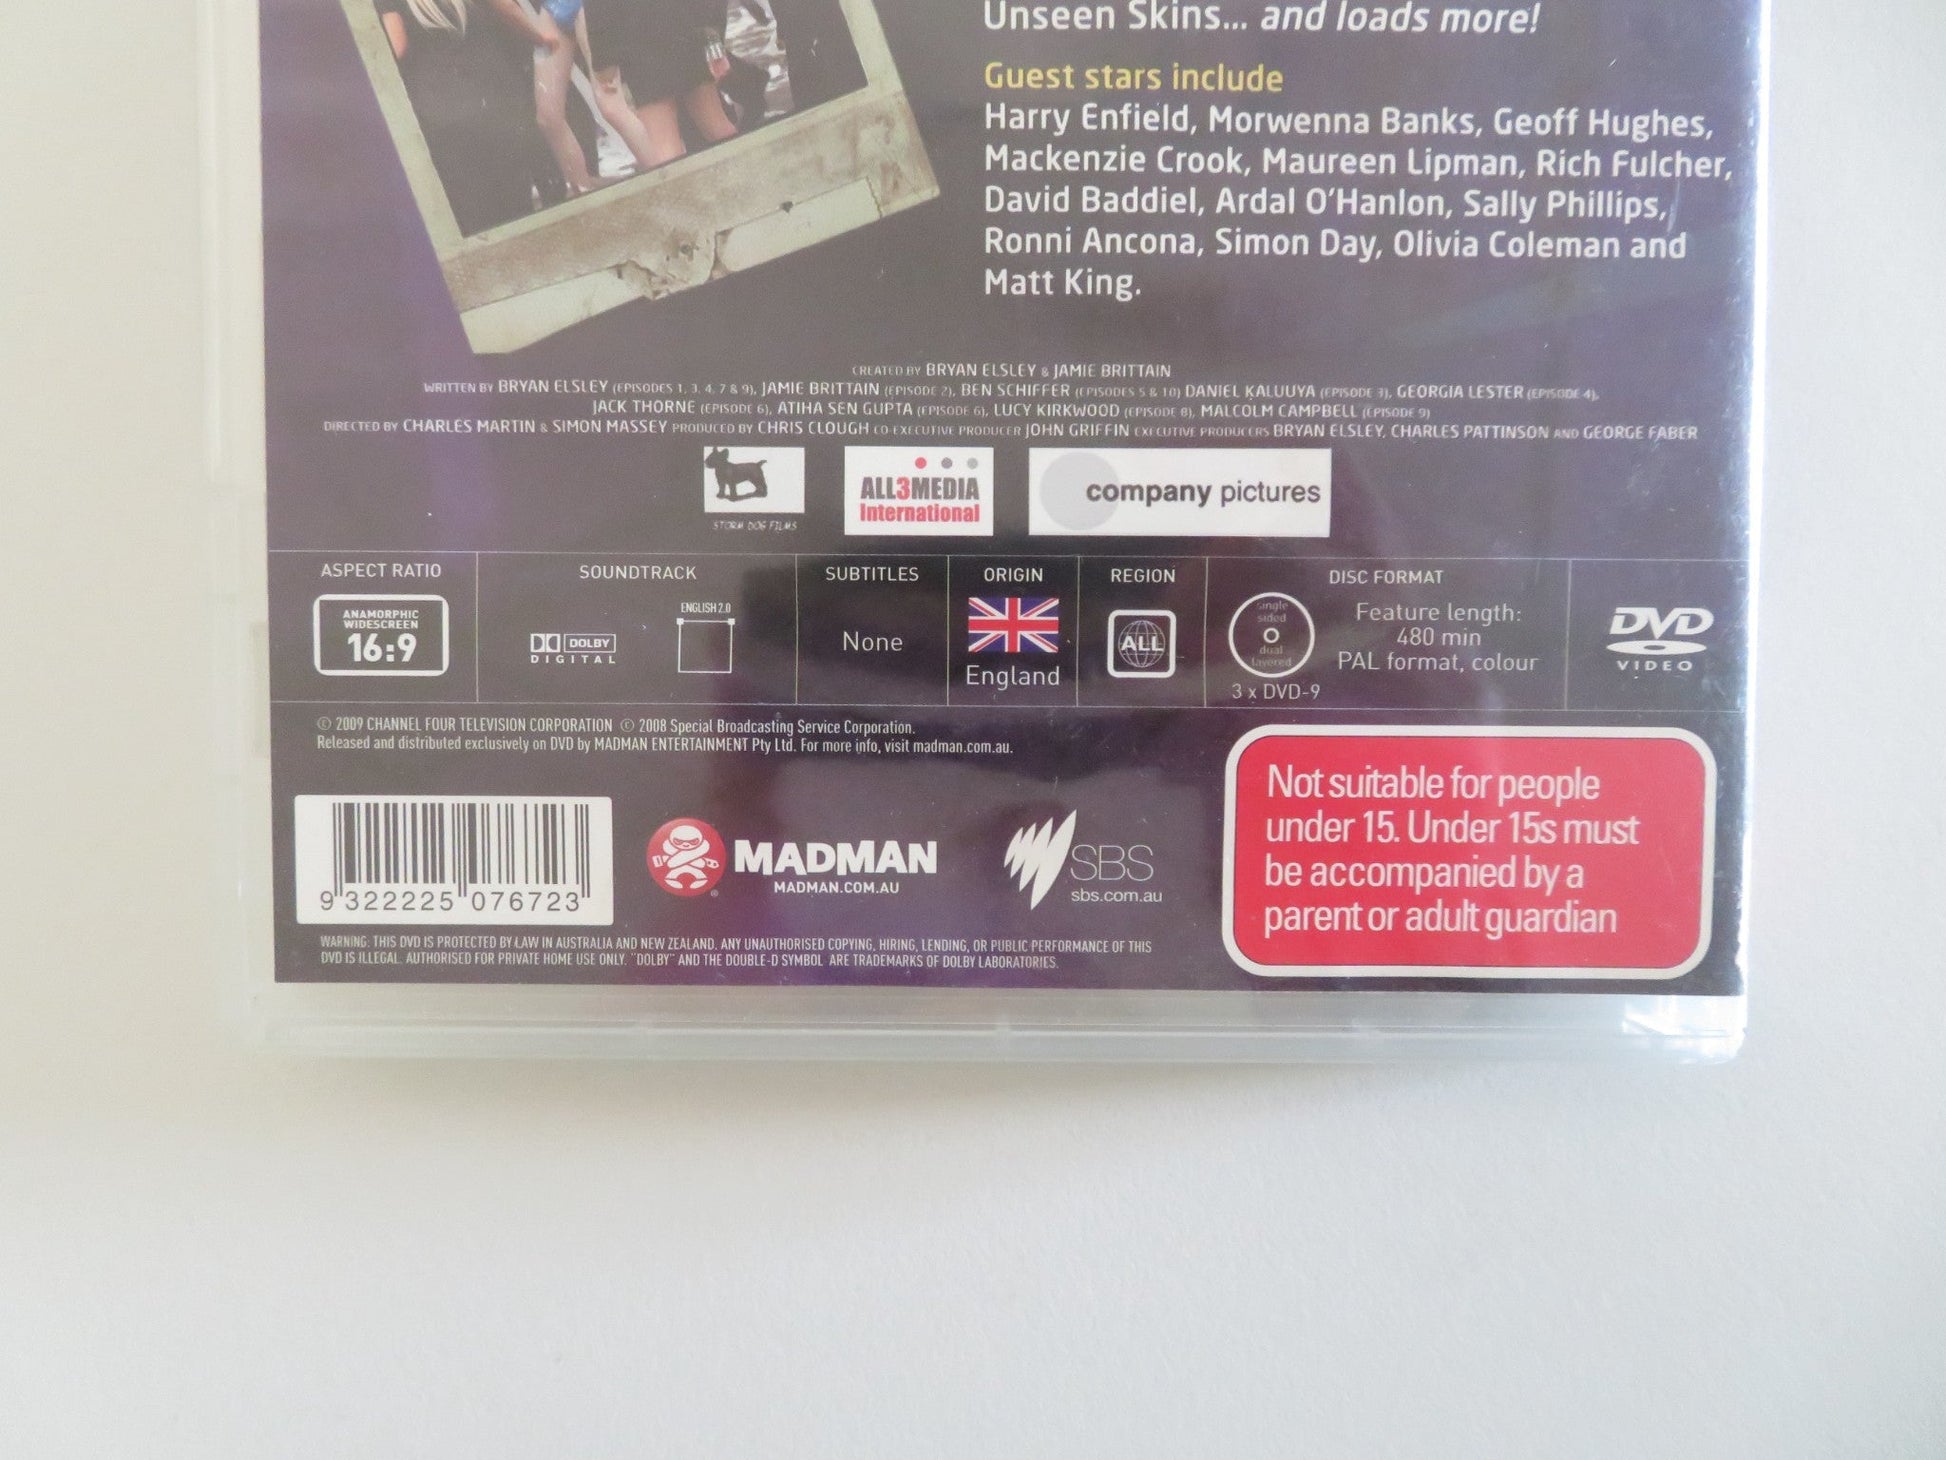 Unseen Skins... and loads more!
Guest stars include
Harry Enfield, Morwenna Banks, Geoff Hughes,
Mackenzie Crook, Maureen Lipman, Rich Fulcher,
David Baddiel, Ardal O'Hanlon, Sally Phillips,
Ronni Ancona, Simon Day, Olivia Coleman and
Matt King.
CREATED BY BRYAN ELSLEY & JAMIE BRITTAIN
WRITTEN BY BRYAN ELSLEY (EPISODES 1, 3, 4, 7 & 9), JAMIE BRITTAIN (EPISODE 2), BEN SCHIFFER (EPISODES 5 & 10) DANIEL KALUUYA (EPISODE 3), GEORGIA LESTER (EPISODE 4),
JACK THORNE (EPISODE 6), ATIHA SEN GUPTA (EPISODE 6), LUCY KIRKWOOD (EPISODE 8), MALCOLM CAMPBELL (EPISODE 9)
DIRECTED BY CHARLES MARTIN & SIMON MASSEY PRODUCED BY CHRIS CLOUGH CO-EXECUTIVE PRODUCER JOHN GRIFFIN EXECUTIVE PRODUCERS BRYAN ELSLEY, CHARLES PATTINSON AND GEORGE FABER
STORM DOG FILMS
ALL3MEDIA
International
company pictures
ASPECT RATIO
ANAMORPHIC
WIDESCREEN
16:9
SOUNDTRACK
DOLBY
DIGITAL
ENGLISH 2.0
SUBTITLES
None
ORIGIN
England
REGION
ALL
DISC FORMAT
single
sided
dual
layered
3 x DVD-9
Feature length:
480 min
PAL format, colour
DVD
VIDEO
© 2009 CHANNEL FOUR TELEVISION CORPORATION © 2008 Special Broadcasting Service Corporation.
Released and distributed exclusively on DVD by MADMAN ENTERTAINMENT Pty Ltd. For more info, visit madman.com.au.
9 322225 076723
MADMAN
MADMAN.COM.AU
SBS
sbs.com.au
Not suitable for people
under 15. Under 15s must
be accompanied by a
parent or adult guardian
WARNING: THIS DVD IS PROTECTED BY LAW IN AUSTRALIA AND NEW ZEALAND. ANY UNAUTHORISED COPYING, HIRING, LENDING, OR PUBLIC PERFORMANCE OF THIS
DVD IS ILLEGAL. AUTHORISED FOR PRIVATE HOME USE ONLY. "DOLBY" AND THE DOUBLE-D SYMBOL ARE TRADEMARKS OF DOLBY LABORATORIES.